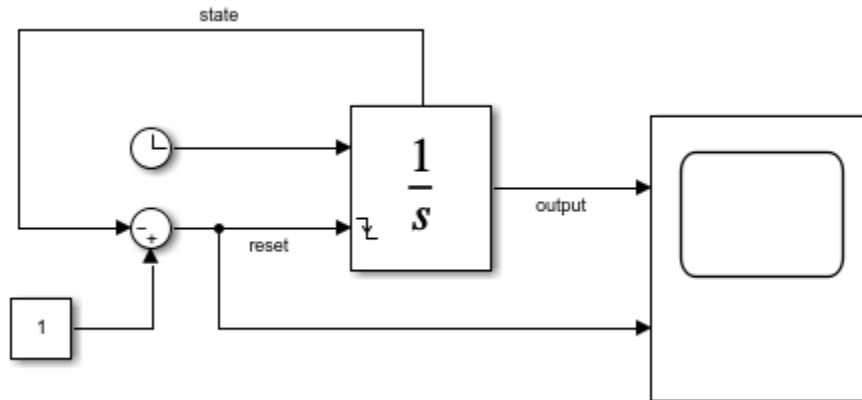 state
1
s
output
reset
1
− +